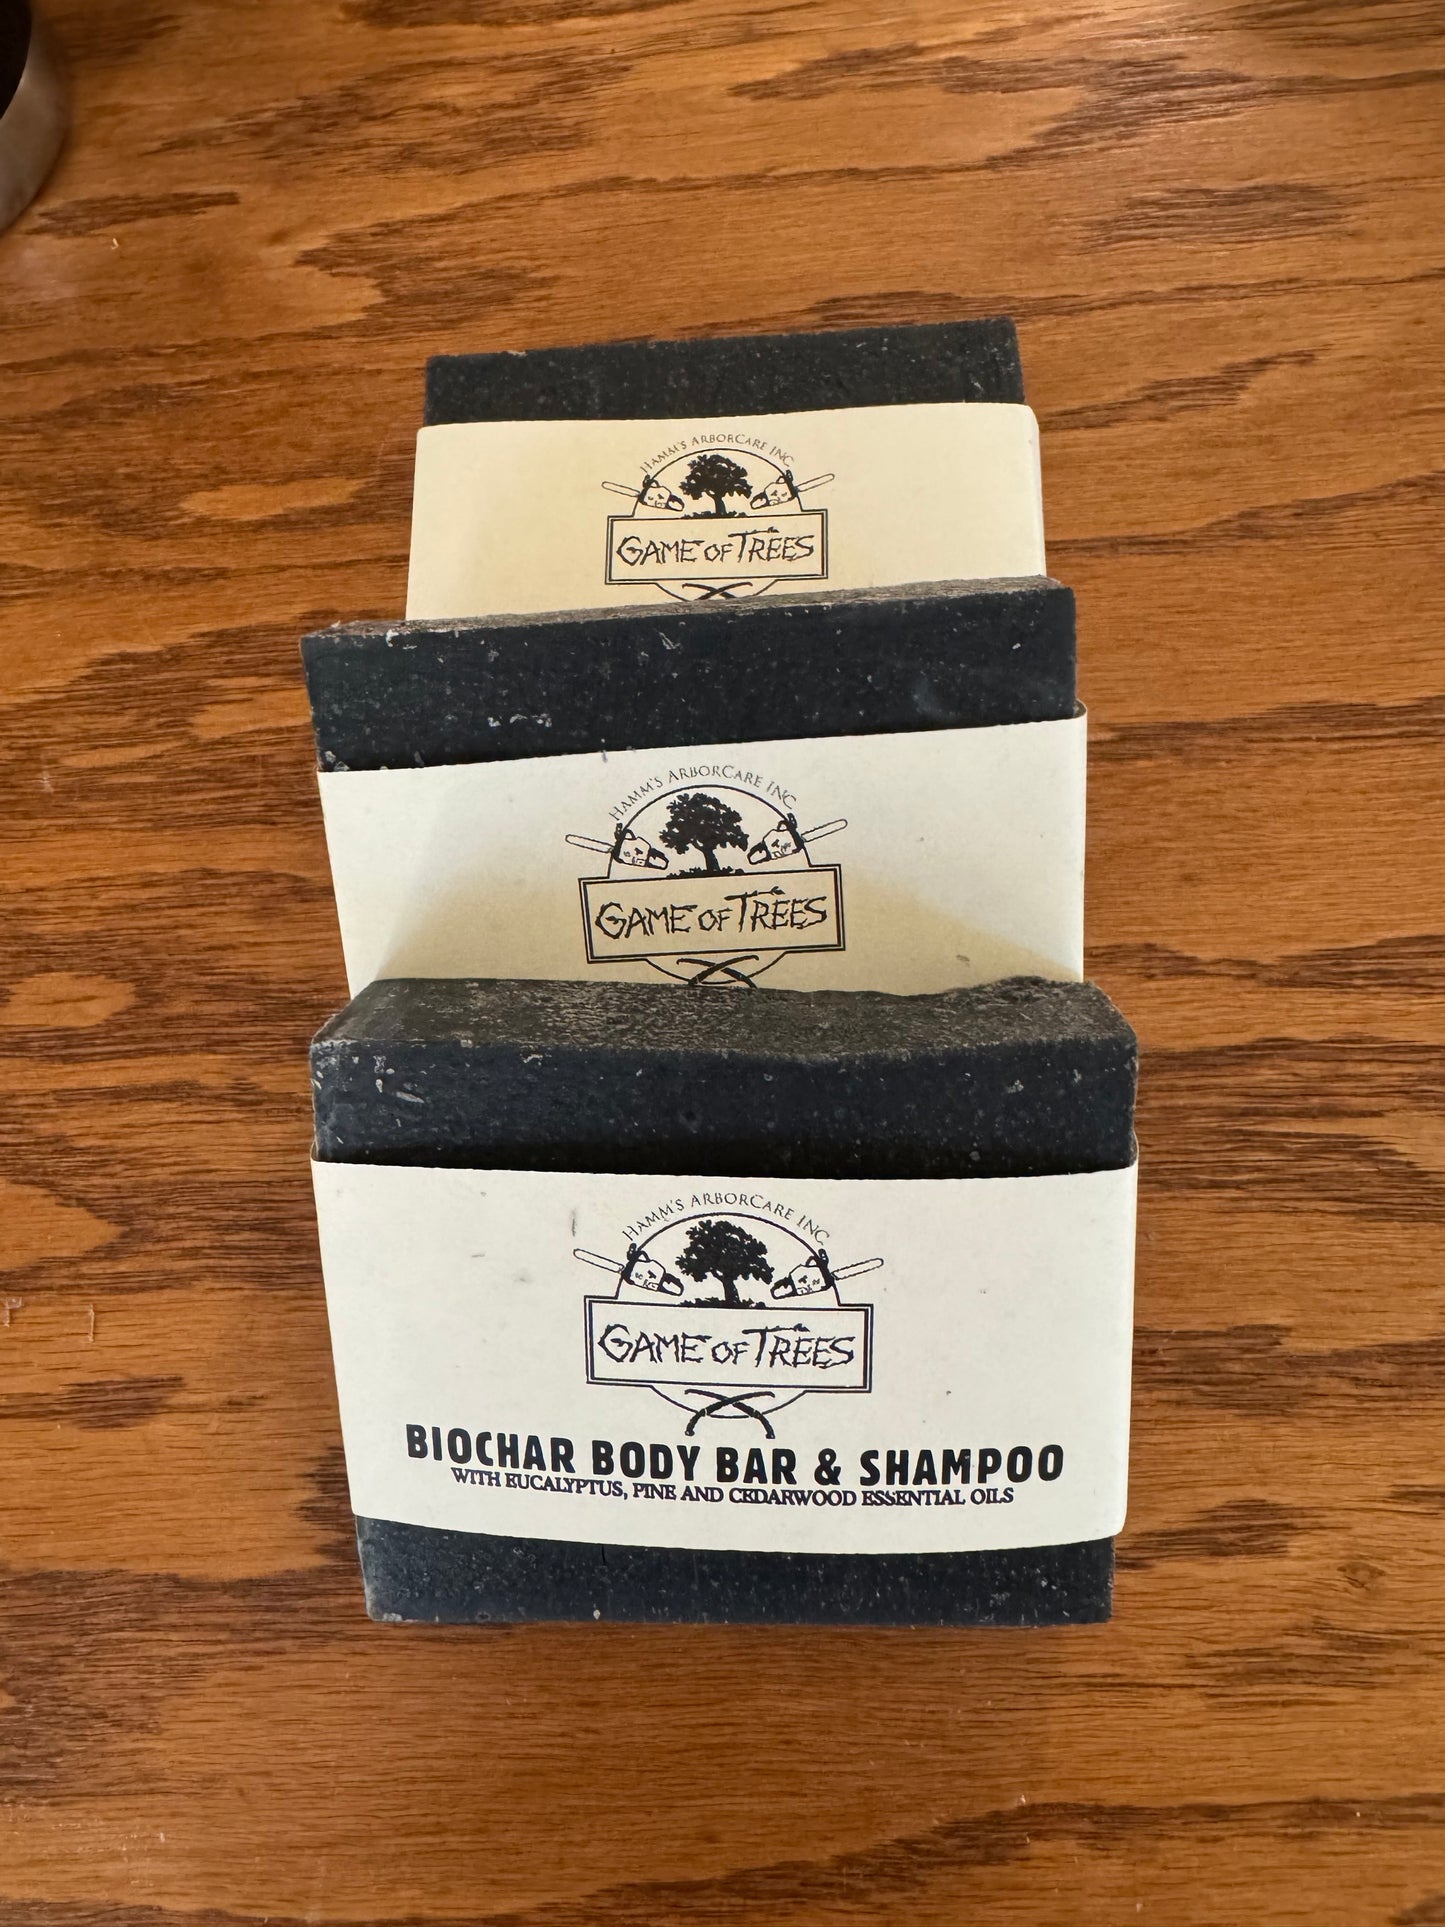 HAMM'S ARBORCARE INC.
GAME OF TREES
HAMM'S ARBORCARE INC.
GAME OF TREES
HAMM'S ARBORCARE INC.
GAME OF TREES
BIOCHAR BODY BAR & SHAMPOO
WITH EUCALYPTUS, PINE AND CEDARWOOD ESSENTIAL OILS